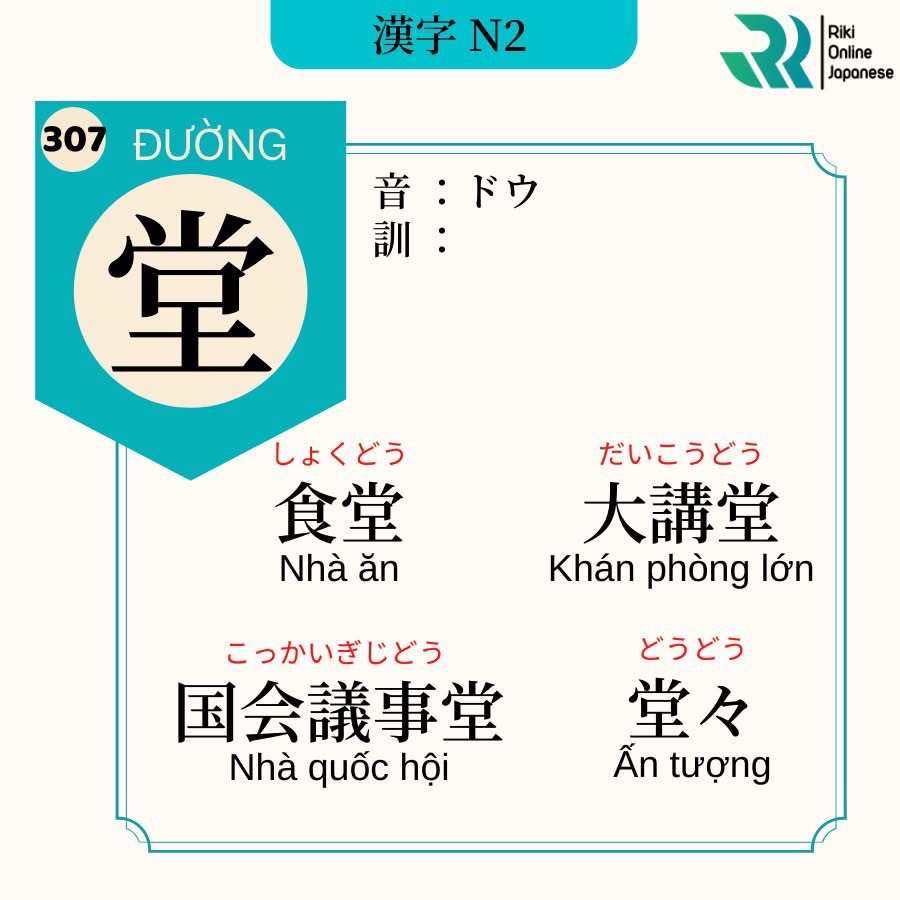 漢字 N2
Riki
Online
Japanese
307
ĐƯỜNG
堂
音 ：ドウ
訓 ：
しょくどう
食堂
Nhà ăn
だいこうどう
大講堂
Khán phòng lớn
こっかいぎじどう
国会議事堂
Nhà quốc hội
どうどう
堂々
Ấn tượng